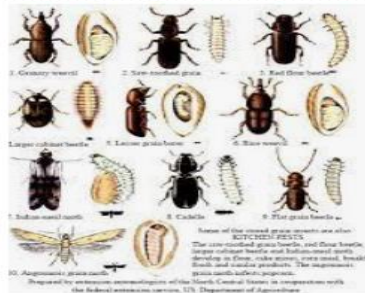 1. Granary weevil
2. Saw-toothed grain
3. Red flour beetle
Larger cabinet beetle
5. Lesser grain borer
6. Rice weevil
7. Indian-meal moth
8. Cadelle
9. Flat grain beetle
10. Angoumois grain moth
Some of the stored grain insects are also
KITCHEN PESTS
The saw-toothed grain beetle, red flour beetle,
larger cabinet beetle and Indian-meal moth
develop in flour, cake mixes, corn meal, break
foods and similar products. The angoumois
grain moth infests popcorn.
Prepared by extension entomologists of the North Central States in cooperation with
the federal extension service, U.S. Department of Agriculture